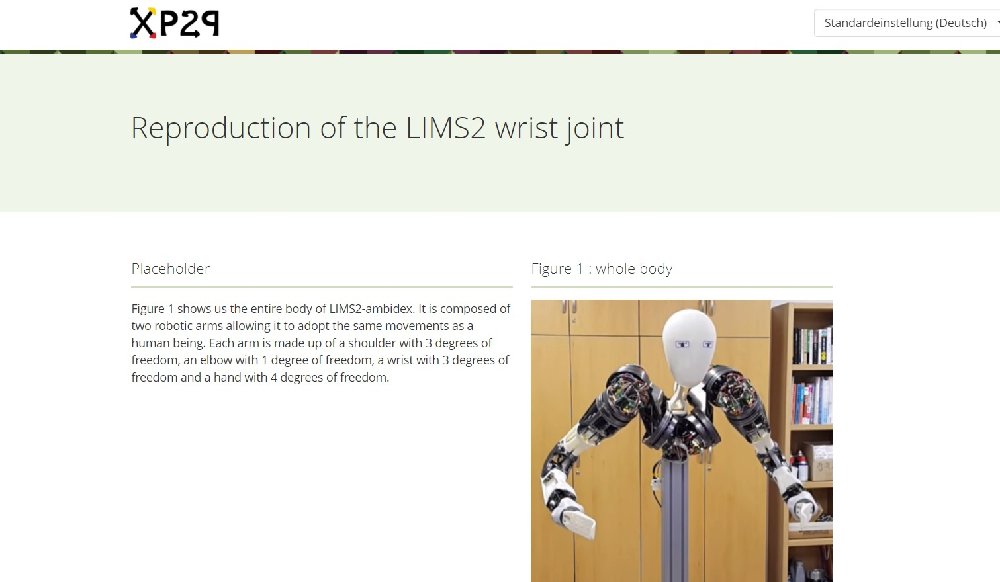 XP2P
Standardeinstellung (Deutsch)
Reproduction of the LIMS2 wrist joint
Placeholder
Figure 1 shows us the entire body of LIMS2-ambidex. It is composed of
two robotic arms allowing it to adopt the same movements as a
human being. Each arm is made up of a shoulder with 3 degrees of
freedom, an elbow with 1 degree of freedom, a wrist with 3 degrees of
freedom and a hand with 4 degrees of freedom.
Figure 1 : whole body